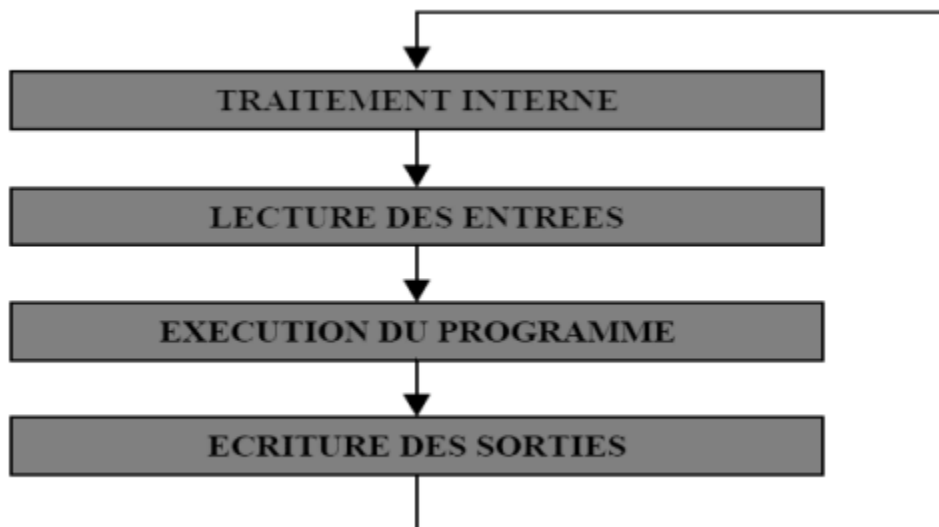 TRAITEMENT INTERNE
LECTURE DES ENTREES
EXECUTION DU PROGRAMME
ECRITURE DES SORTIES